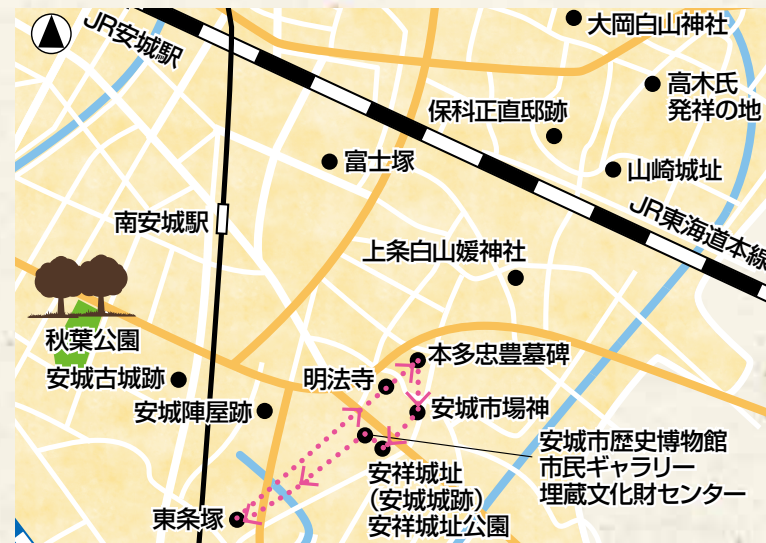 JR安城駅
大岡白山神社
高木氏
発祥の地
保科正直邸跡
富士塚
山崎城址
JR東海道本線
南安城駅
上条白山媛神社
秋葉公園
本多忠豊墓碑
安城古城跡
明法寺
安城市場神
安城陣屋跡
安城市歴史博物館
市民ギャラリー
埋蔵文化財センター
安祥城址
（安城城跡）
安祥城址公園
東条塚